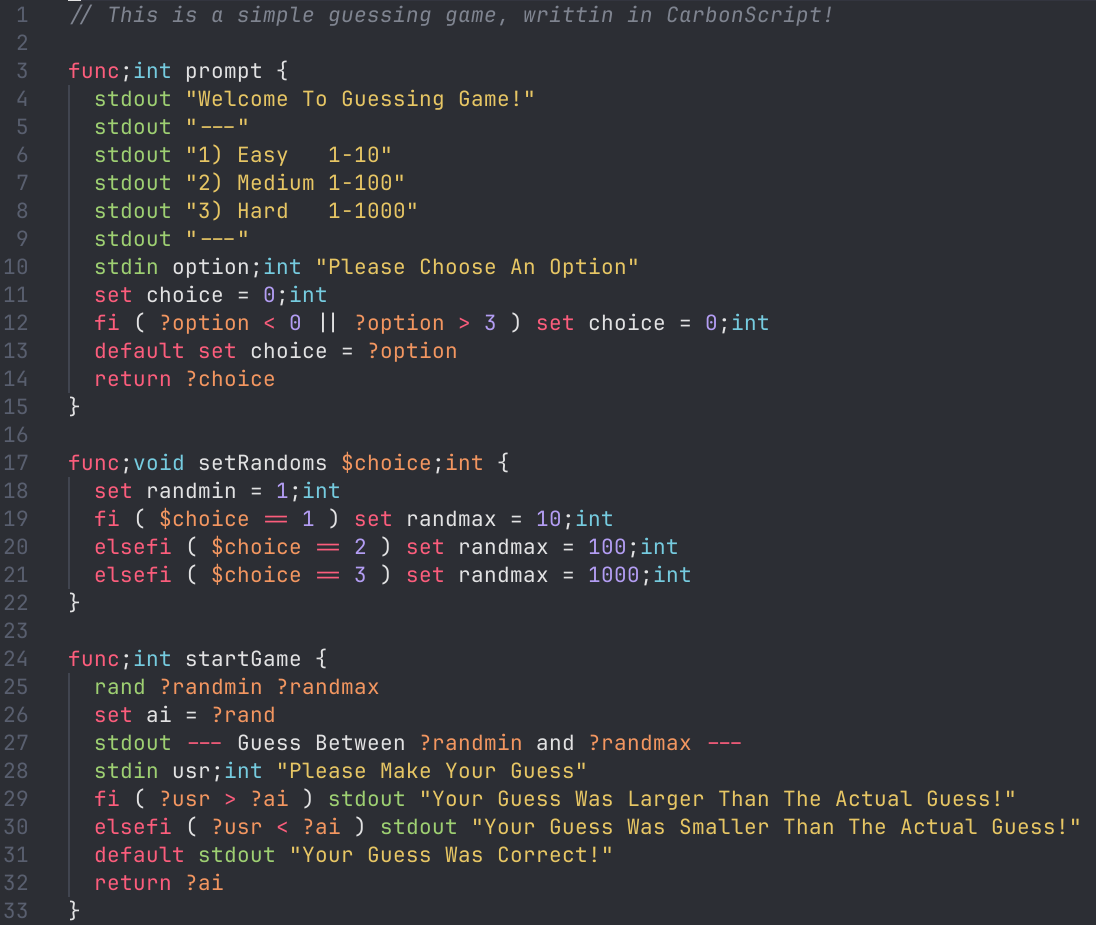 1 // This is a simple guessing game, writtin in CarbonScript!
2
3 func;int prompt {
4   stdout "Welcome To Guessing Game!"
5   stdout "---"
6   stdout "1) Easy   1-10"
7   stdout "2) Medium 1-100"
8   stdout "3) Hard   1-1000"
9   stdout "---"
10   stdin option;int "Please Choose An Option"
11   set choice = 0;int
12   fi ( ?option < 0 || ?option > 3 ) set choice = 0;int
13   default set choice = ?option
14   return ?choice
15 }
16
17 func;void setRandoms $choice;int {
18   set randmin = 1;int
19   fi ( $choice == 1 ) set randmax = 10;int
20   elsefi ( $choice == 2 ) set randmax = 100;int
21   elsefi ( $choice == 3 ) set randmax = 1000;int
22 }
23
24 func;int startGame {
25   rand ?randmin ?randmax
26   set ai = ?rand
27   stdout --- Guess Between ?randmin and ?randmax ---
28   stdin usr;int "Please Make Your Guess"
29   fi ( ?usr > ?ai ) stdout "Your Guess Was Larger Than The Actual Guess!"
30   elsefi ( ?usr < ?ai ) stdout "Your Guess Was Smaller Than The Actual Guess!"
31   default stdout "Your Guess Was Correct!"
32   return ?ai
33 }